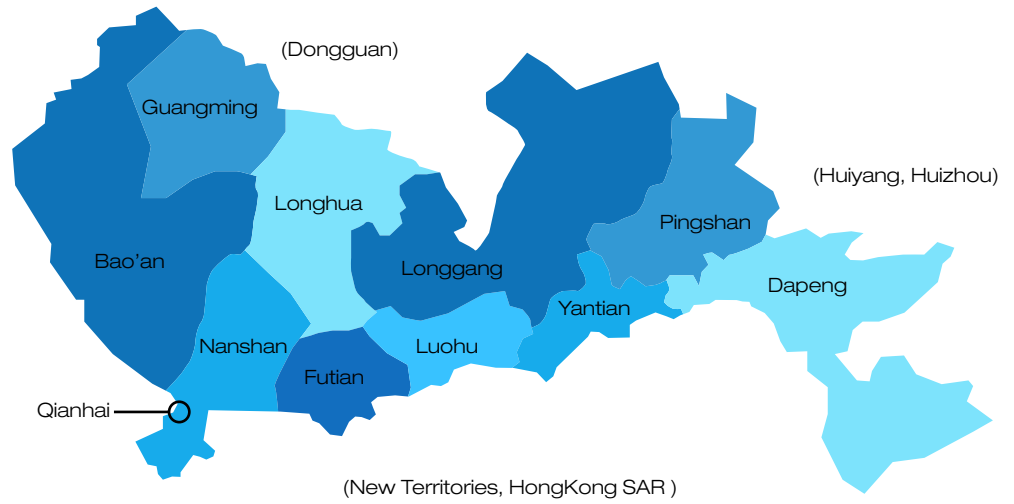 (Dongguan)
Guangming
(Huiyang, Huizhou)
Longhua
Pingshan
Bao’an
Longgang
Dapeng
Yantian
Nanshan
Luohu
Futian
Qianhai
(New Territories, HongKong SAR )